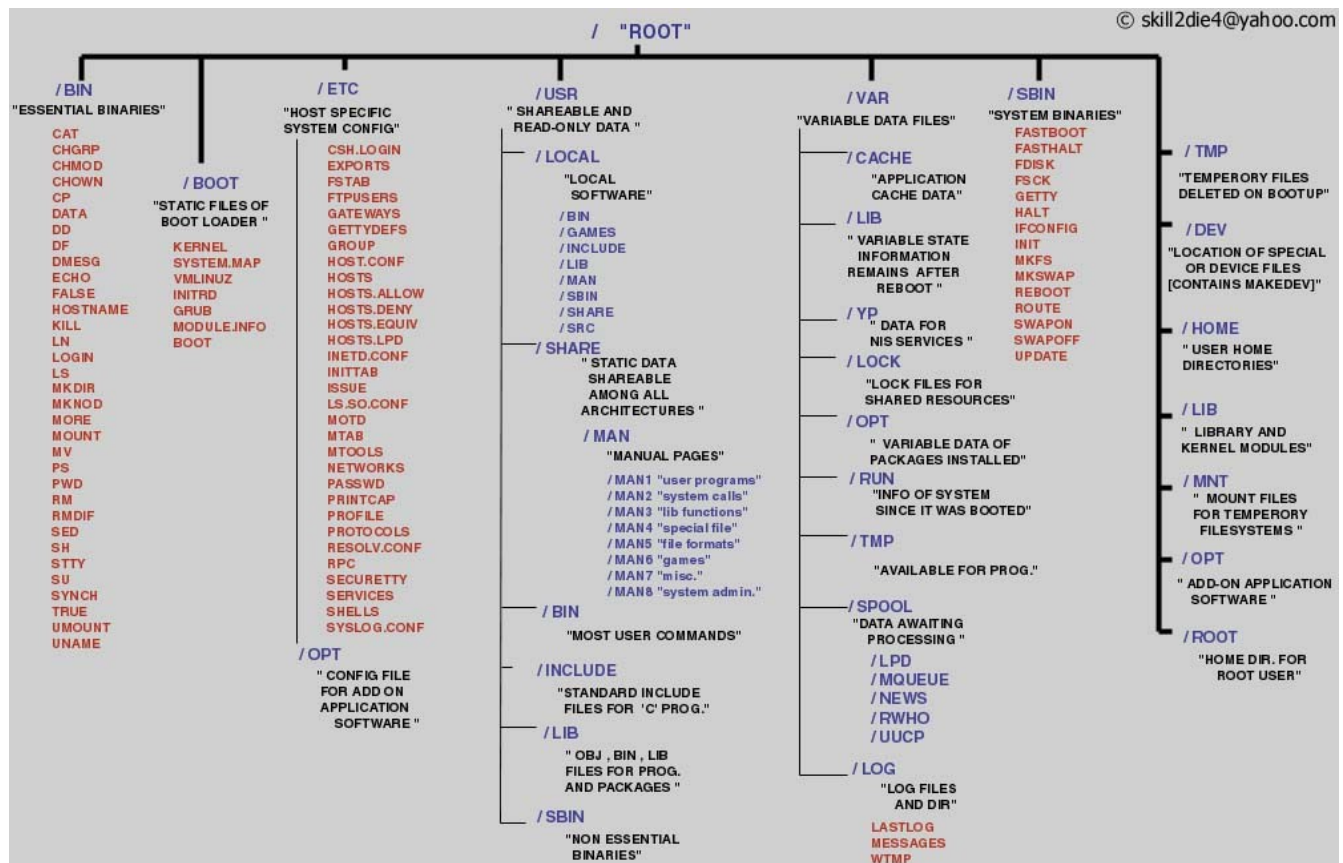 © skill2die4@yahoo.com
/ "ROOT"
/ BIN
"ESSENTIAL BINARIES"
CAT
CHGRP
CHMOD
CHOWN
CP
DATA
DD
DF
DMESG
ECHO
FALSE
HOSTNAME
KILL
LN
LOGIN
LS
MKDIR
MKNOD
MORE
MOUNT
MV
PS
PWD
RM
RMDIF
SED
SH
STTY
SU
SYNCH
TRUE
UMOUNT
UNAME
/ BOOT
"STATIC FILES OF
BOOT LOADER "
KERNEL
SYSTEM.MAP
VMLINUZ
INITRD
GRUB
MODULE.INFO
BOOT
/ ETC
"HOST SPECIFIC
SYSTEM CONFIG"
CSH.LOGIN
EXPORTS
FSTAB
FTPUSERS
GATEWAYS
GETTYDEFS
GROUP
HOST.CONF
HOSTS
HOSTS.ALLOW
HOSTS.DENY
HOSTS.EQUIV
HOSTS.LPD
INETD.CONF
INITTAB
ISSUE
LS.SO.CONF
MOTD
MTAB
MTOOLS
NETWORKS
PASSWD
PRINTCAP
PROFILE
PROTOCOLS
RESOLV.CONF
RPC
SECURETTY
SERVICES
SHELLS
SYSLOG.CONF
/ OPT
" CONFIG FILE
FOR ADD ON
APPLICATION
SOFTWARE "
/ USR
" SHAREABLE AND
READ-ONLY DATA "
/ LOCAL
"LOCAL
SOFTWARE"
/ BIN
/ GAMES
/ INCLUDE
/ LIB
/ MAN
/ SBIN
/ SHARE
/ SRC
/ SHARE
" STATIC DATA
SHAREABLE
AMONG ALL
ARCHITECTURES "
/ MAN
"MANUAL PAGES"
/ MAN1 "user programs"
/ MAN2 "system calls"
/ MAN3 "lib functions"
/ MAN4 "special file"
/ MAN5 "file formats"
/ MAN6 "games"
/ MAN7 "misc."
/ MAN8 "system admin."
/ BIN
"MOST USER COMMANDS"
/ INCLUDE
"STANDARD INCLUDE
FILES FOR 'C' PROG."
/ LIB
" OBJ , BIN , LIB
FILES FOR PROG.
AND PACKAGES "
/ SBIN
"NON ESSENTIAL
BINARIES"
/ VAR
"VARIABLE DATA FILES"
/ CACHE
"APPLICATION
CACHE DATA"
/ LIB
" VARIABLE STATE
INFORMATION
REMAINS AFTER
REBOOT "
/ YP
" DATA FOR
NIS SERVICES "
/ LOCK
"LOCK FILES FOR
SHARED RESOURCES"
/ OPT
" VARIABLE DATA OF
PACKAGES INSTALLED"
/ RUN
"INFO OF SYSTEM
SINCE IT WAS BOOTED"
/ TMP
"AVAILABLE FOR PROG."
/ SPOOL
"DATA AWAITING
PROCESSING "
/ LPD
/ MQUEUE
/ NEWS
/ RWHO
/ UUCP
/ LOG
"LOG FILES
AND DIR"
LASTLOG
MESSAGES
WTMP
/ SBIN
"SYSTEM BINARIES"
FASTBOOT
FASTHALT
FDISK
FSCK
GETTY
HALT
IFCONFIG
INIT
MKFS
MKSWAP
REBOOT
ROUTE
SWAPON
SWAPOFF
UPDATE
/ TMP
"TEMPERORY FILES
DELETED ON BOOTUP"
/ DEV
"LOCATION OF SPECIAL
OR DEVICE FILES
[CONTAINS MAKEDEV]"
/ HOME
" USER HOME
DIRECTORIES"
/ LIB
" LIBRARY AND
KERNEL MODULES"
/ MNT
" MOUNT FILES
FOR TEMPERORY
FILESYSTEMS "
/ OPT
" ADD-ON APPLICATION
SOFTWARE "
/ ROOT
"HOME DIR. FOR
ROOT USER"